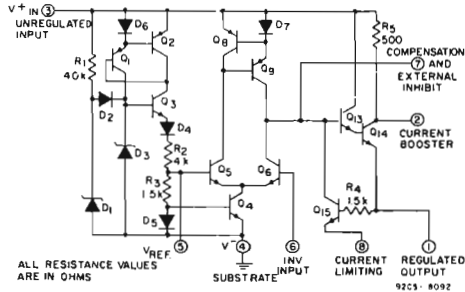 V+ IN ③
UNREGULATED
INPUT
D6
Q2
Q1
R1
40k
D2
Q3
D4
R2
4k
D3
R3
1.5k
D1
D5
Q8
D7
Q9
Q5
Q6
Q4
R5
500
COMPENSATION
⑦ AND
EXTERNAL
INHIBIT
Q13
Q14
②
CURRENT
BOOSTER
R4
1.5k
Q15
⑤
VREF.
V- ④
SUBSTRATE
⑥
INV
INPUT
⑧
CURRENT
LIMITING
①
REGULATED
OUTPUT
ALL RESISTANCE VALUES
ARE IN OHMS
92CS-8092